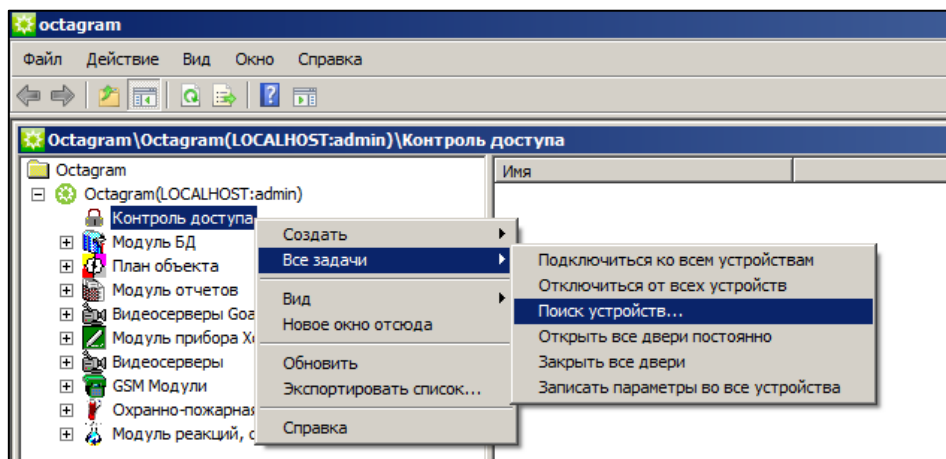 octagram
Файл Действие Вид Окно Справка
Octagram\Octagram(LOCALHOST:admin)\Контроль доступа
Octagram
Имя
Octagram(LOCALHOST:admin)
Контроль доступа
Модуль БД
План объекта
Модуль отчетов
Видеосерверы Goa
Модуль прибора
Видеосерверы
GSM Модули
Охранно-пожарная
Модуль реакций,
Создать
Все задачи
Вид
Новое окно отсюда
Обновить
Экспортировать список...
Справка
Подключиться ко всем устройствам
Отключиться от всех устройств
Поиск устройств...
Открыть все двери постоянно
Закрыть все двери
Записать параметры во все устройства